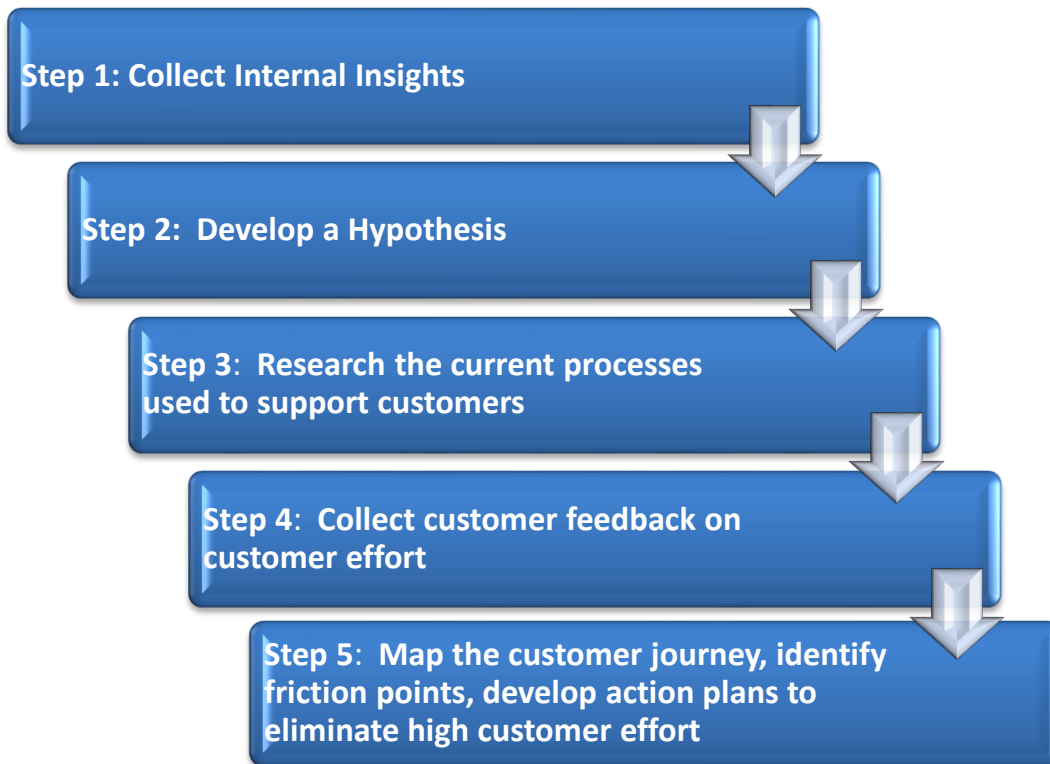 Step 1: Collect Internal Insights
Step 2:  Develop a Hypothesis
Step 3:  Research the current processes
used to support customers
Step 4:  Collect customer feedback on
customer effort
Step 5:  Map the customer journey, identify
friction points, develop action plans to
eliminate high customer effort